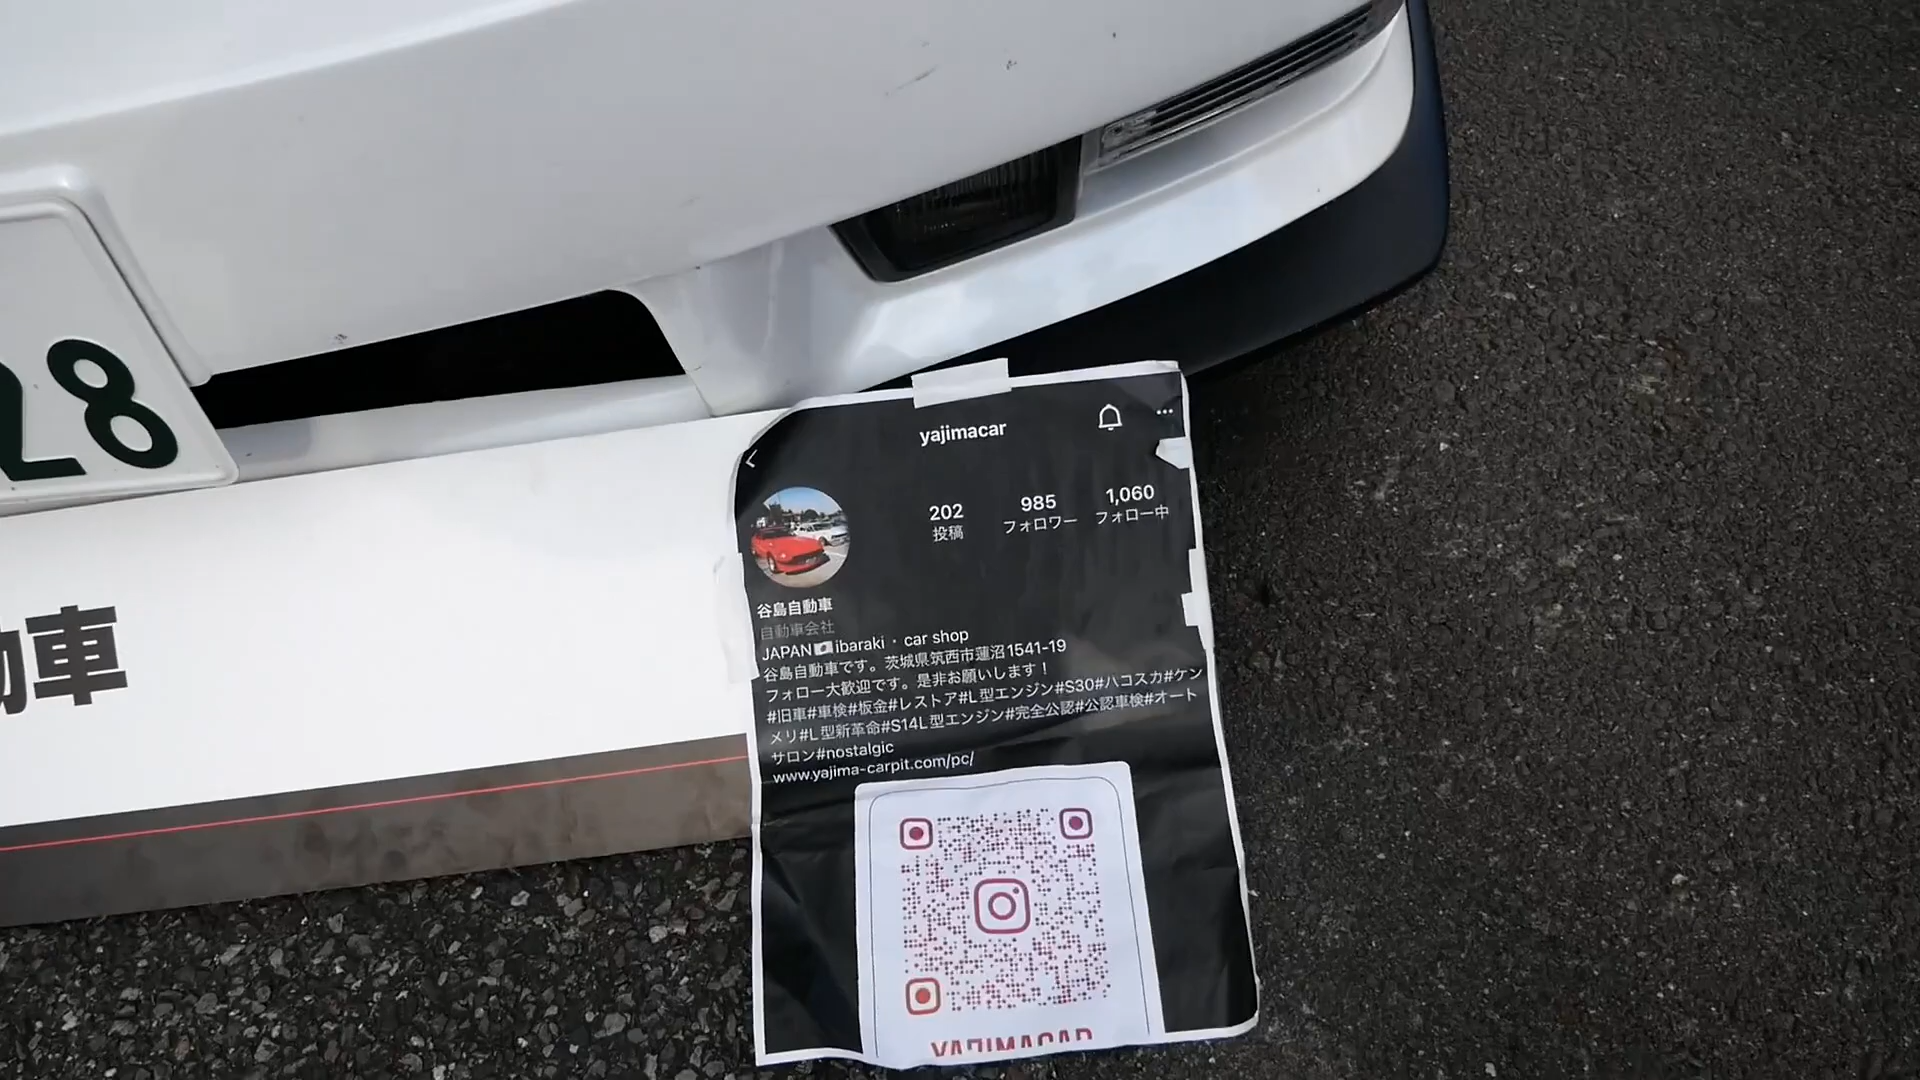 28
動車
yajimacar
202 985 1,060
投稿 フォロワー フォロー中
谷島自動車
自動車会社
JAPAN🇯🇵ibaraki・car shop
谷島自動車です。茨城県筑西市蓮沼1541-19
フォロー大歓迎です。是非お願いします！
#旧車#車検#板金#レストア#L型エンジン#S30#ハコスカ#ケン
メリ#L型新革命#S14L型エンジン#完全公認#公認車検#オート
サロン#nostalgic
www.yajima-carpit.com/pc/
YAJIMACAR